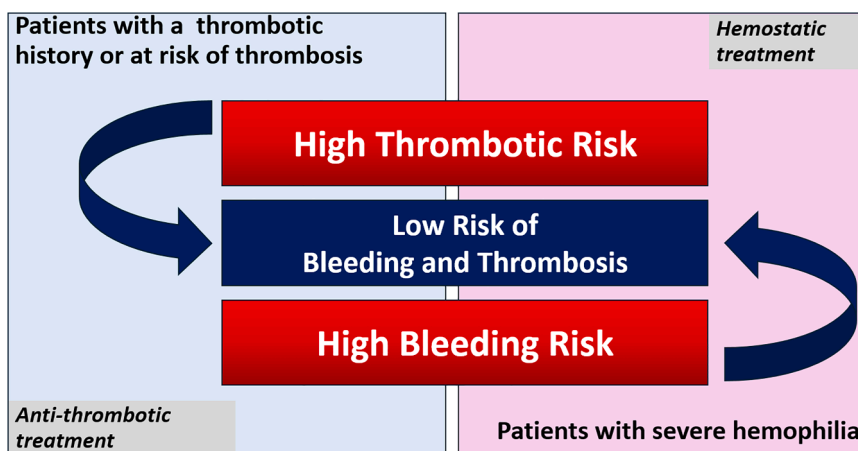 Patients with a thrombotic
history or at risk of thrombosis
Hemostatic
treatment
High Thrombotic Risk
Low Risk of
Bleeding and Thrombosis
High Bleeding Risk
Anti-thrombotic
treatment
Patients with severe hemophilia